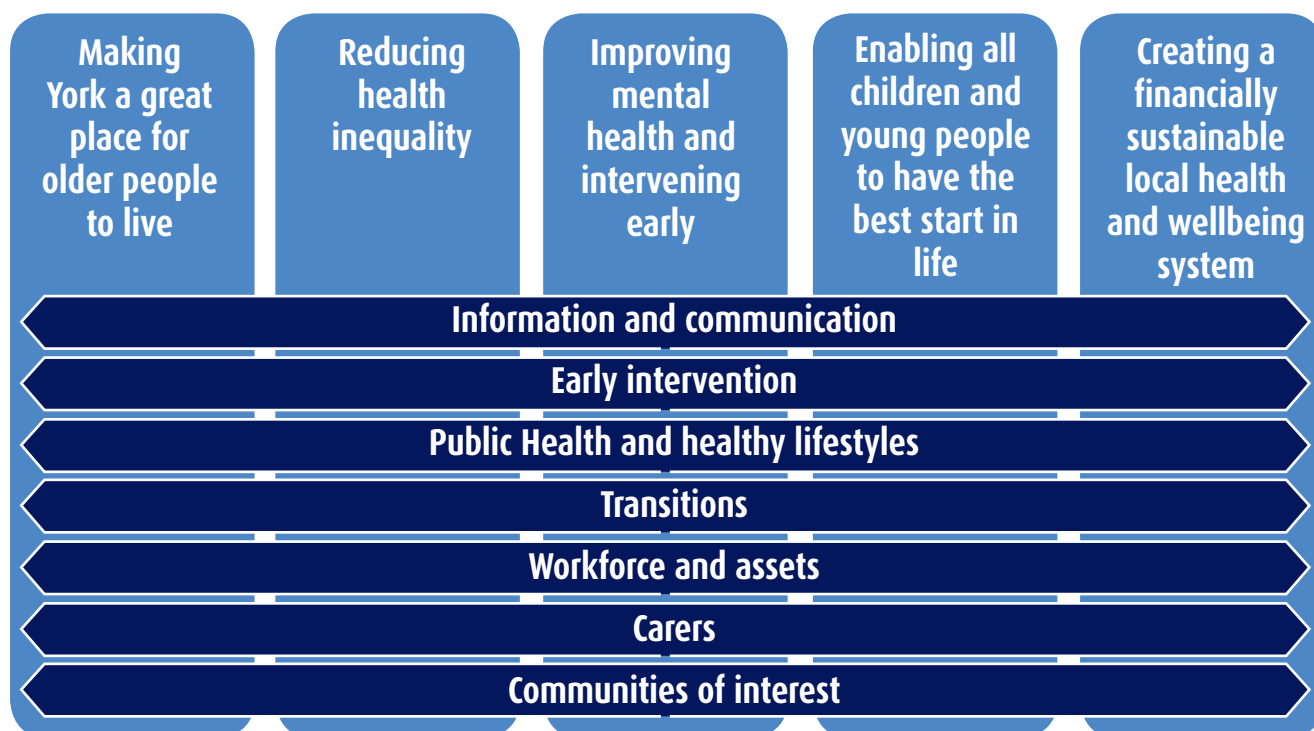 Making
York a great
place for
older people
to live
Reducing
health
inequality
Improving
mental
health and
intervening
early
Enabling all
children and
young people
to have the
best start in
life
Creating a
financially
sustainable
local health
and wellbeing
system
Information and communication
Early intervention
Public Health and healthy lifestyles
Transitions
Workforce and assets
Carers
Communities of interest